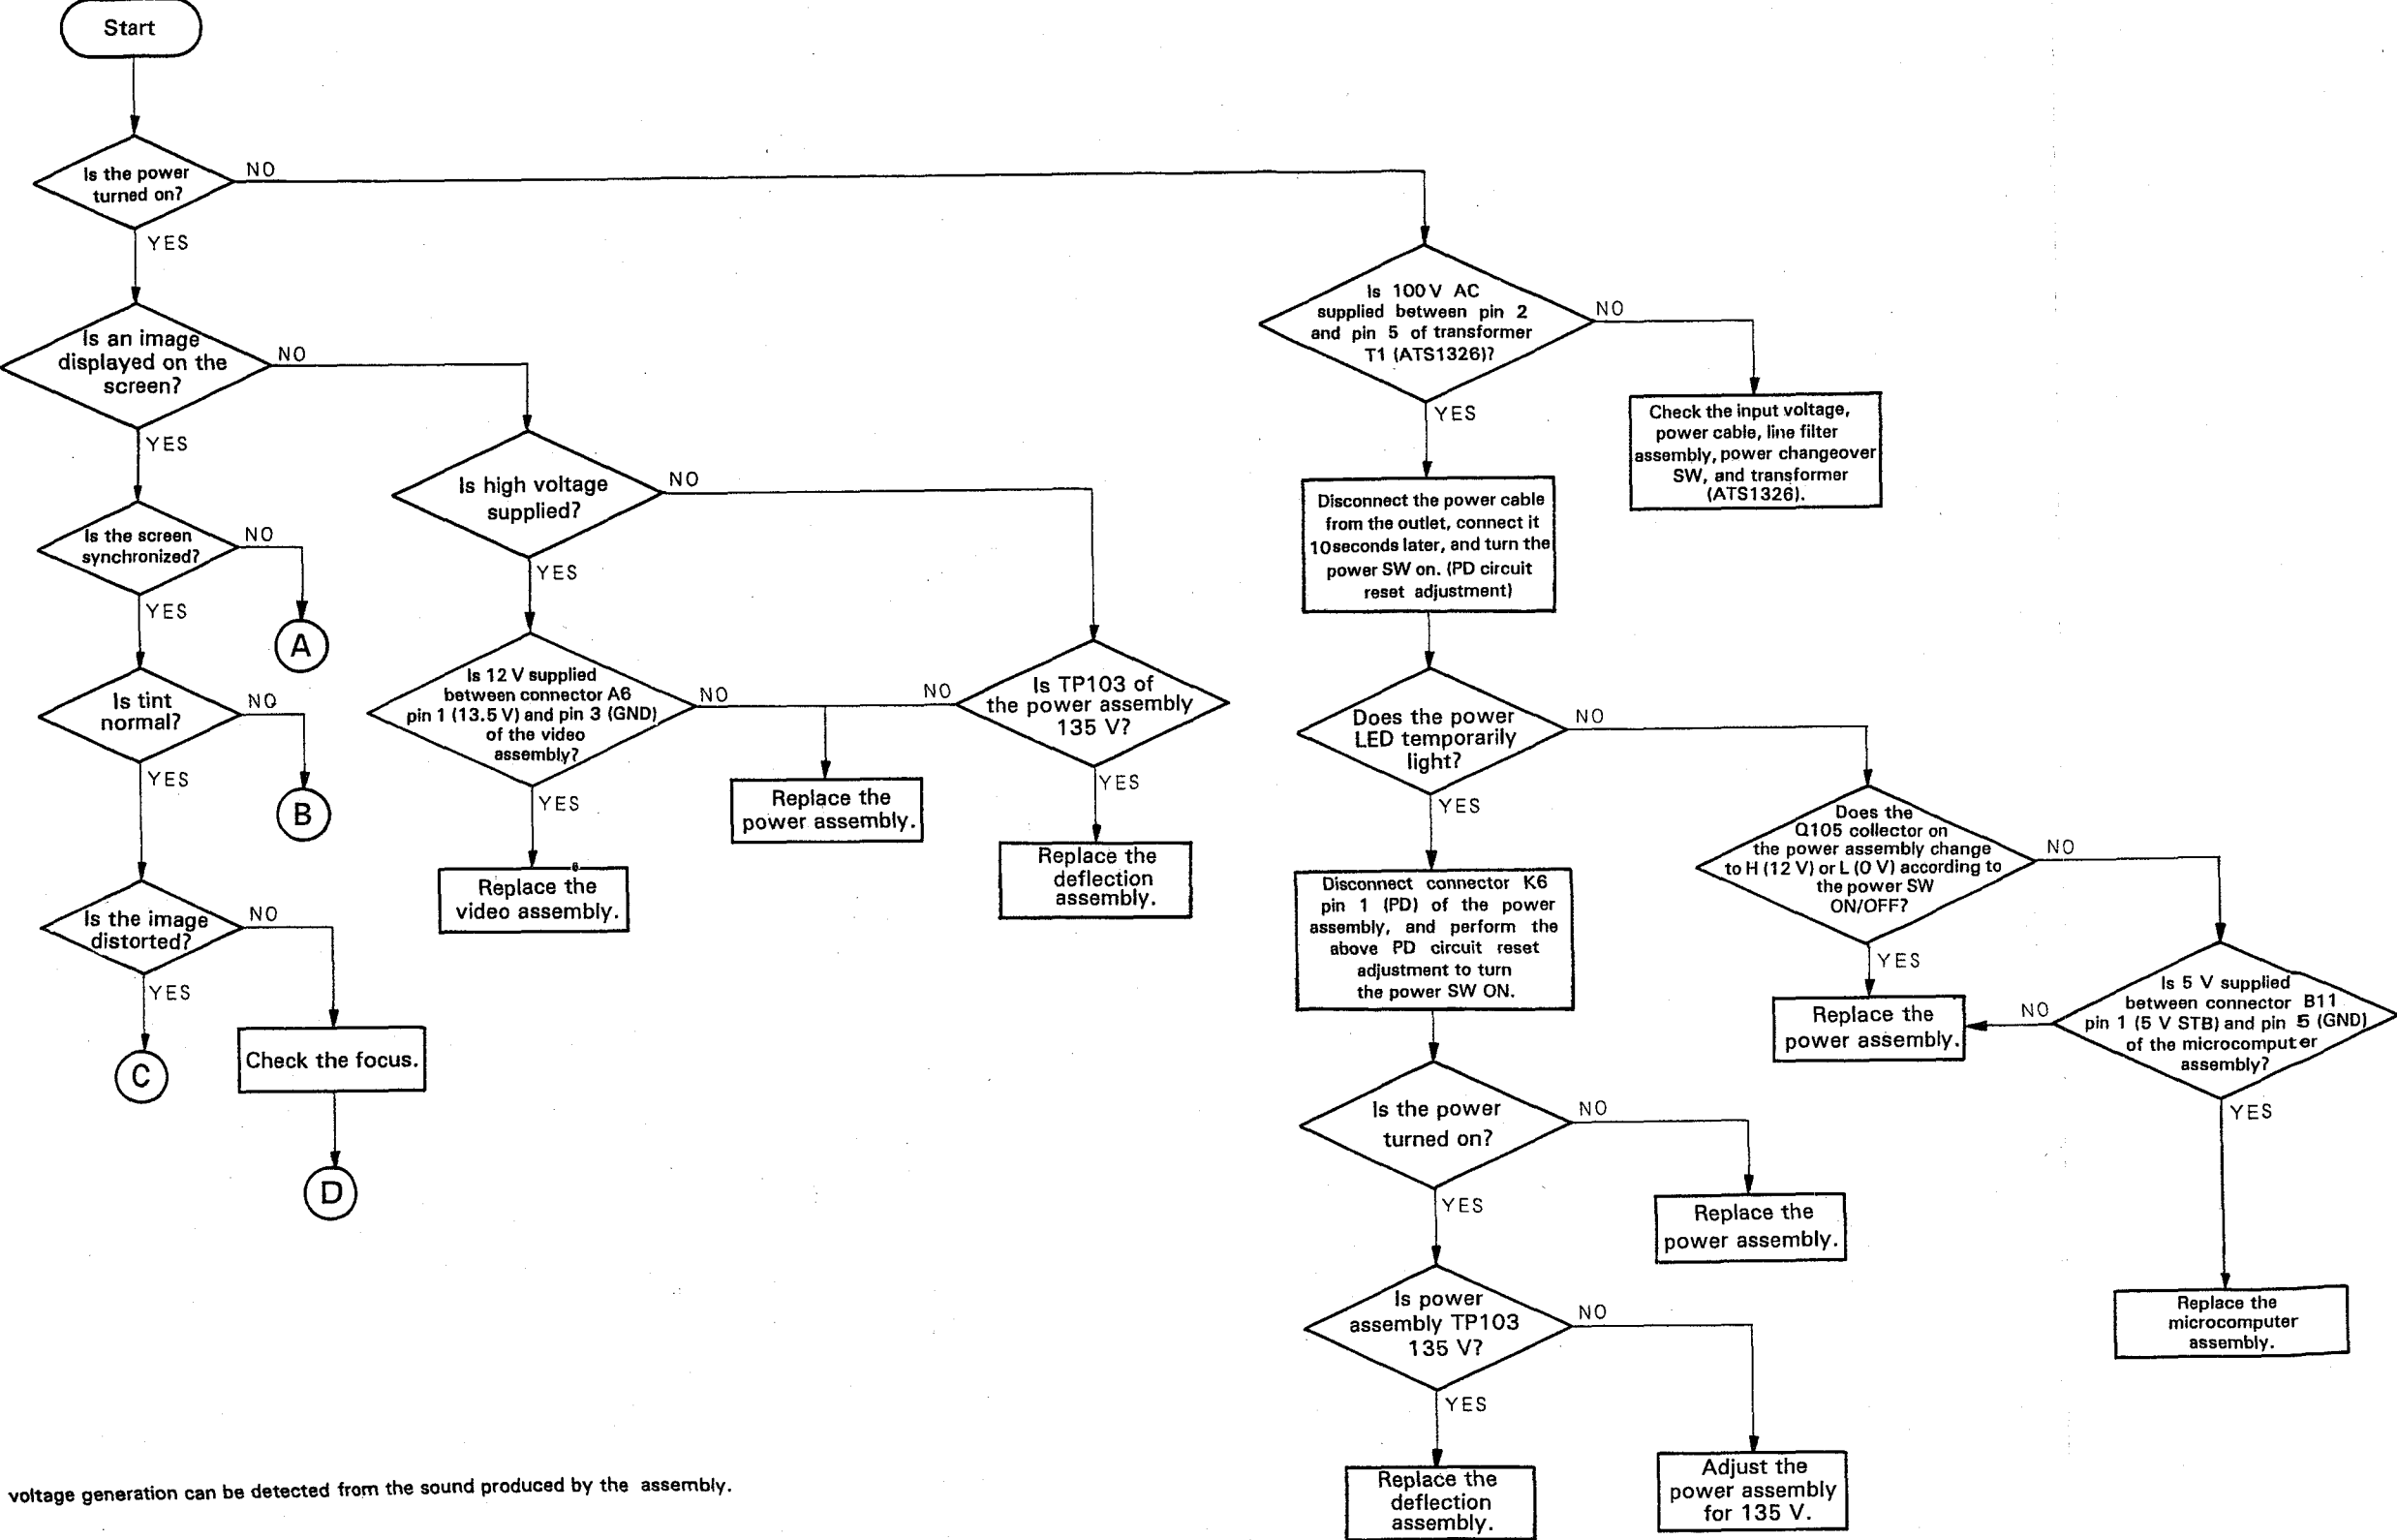 Start
Is the power
turned on?
NO
YES
Is an image
displayed on the
screen?
NO
YES
Is the screen
synchronized?
NO
A
YES
Is tint
normal?
NO
B
YES
Is the image
distorted?
NO
YES
C
Check the focus.
D
Is high voltage
supplied?
NO
YES
Is 12 V supplied
between connector A6
pin 1 (13.5 V) and pin 3 (GND)
of the video
assembly?
NO
YES
Replace the
video assembly.
Replace the
power assembly.
NO
Is TP103 of
the power assembly
135 V?
YES
Replace the
deflection
assembly.
Is 100V AC
supplied between pin 2
and pin 5 of transformer
T1 (ATS1326)?
NO
YES
Check the input voltage,
power cable, line filter
assembly, power changeover
SW, and transformer
(ATS1326).
Disconnect the power cable
from the outlet, connect it
10seconds later, and turn the
power SW on. (PD circuit
reset adjustment)
Does the power
LED temporarily
light?
NO
YES
Does the
Q105 collector on
the power assembly change
to H (12 V) or L (0 V) according to
the power SW
ON/OFF?
NO
YES
Replace the
power assembly.
NO
Is 5 V supplied
between connector B11
pin 1 (5 V STB) and pin 5 (GND)
of the microcomputer
assembly?
YES
Replace the
microcomputer
assembly.
Disconnect connector K6
pin 1 (PD) of the power
assembly, and perform the
above PD circuit reset
adjustment to turn
the power SW ON.
Is the power
turned on?
NO
YES
Replace the
power assembly.
Is power
assembly TP103
135 V?
NO
YES
Replace the
deflection
assembly.
Adjust the
power assembly
for 135 V.
voltage generation can be detected from the sound produced by the assembly.